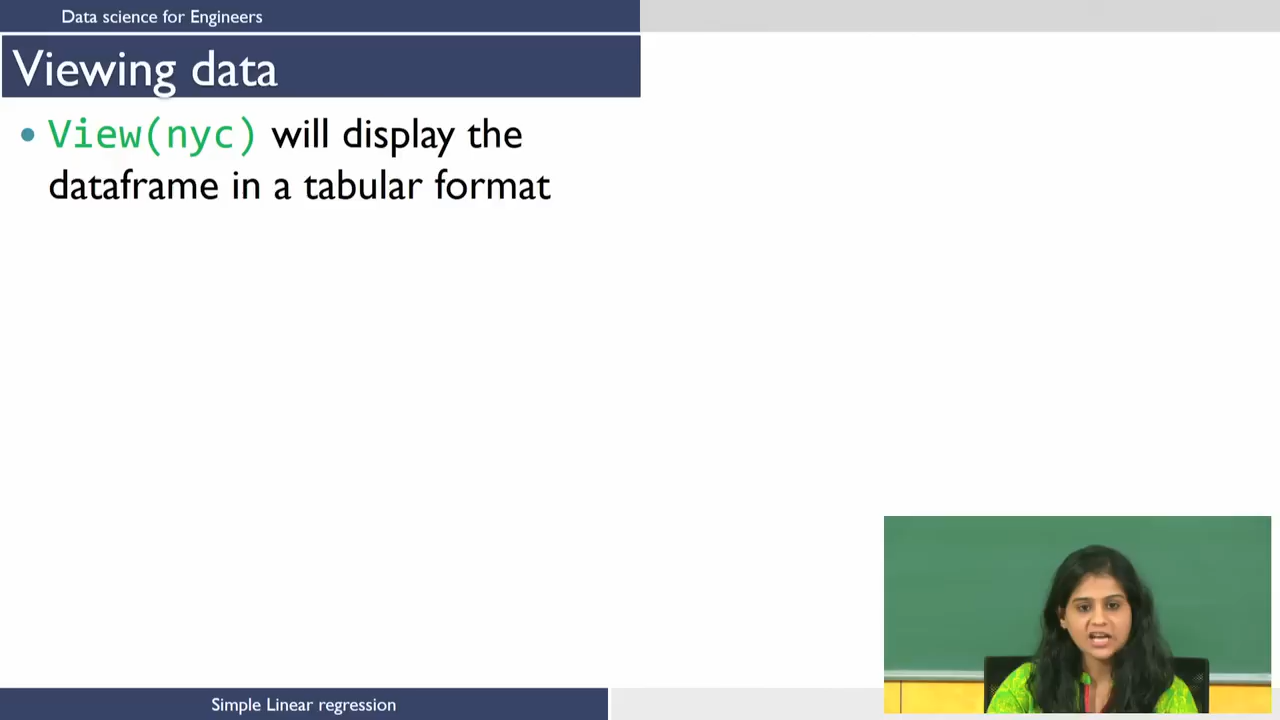 Data science for Engineers
Viewing data
• View(nyc) will display the
dataframe in a tabular format
Simple Linear regression